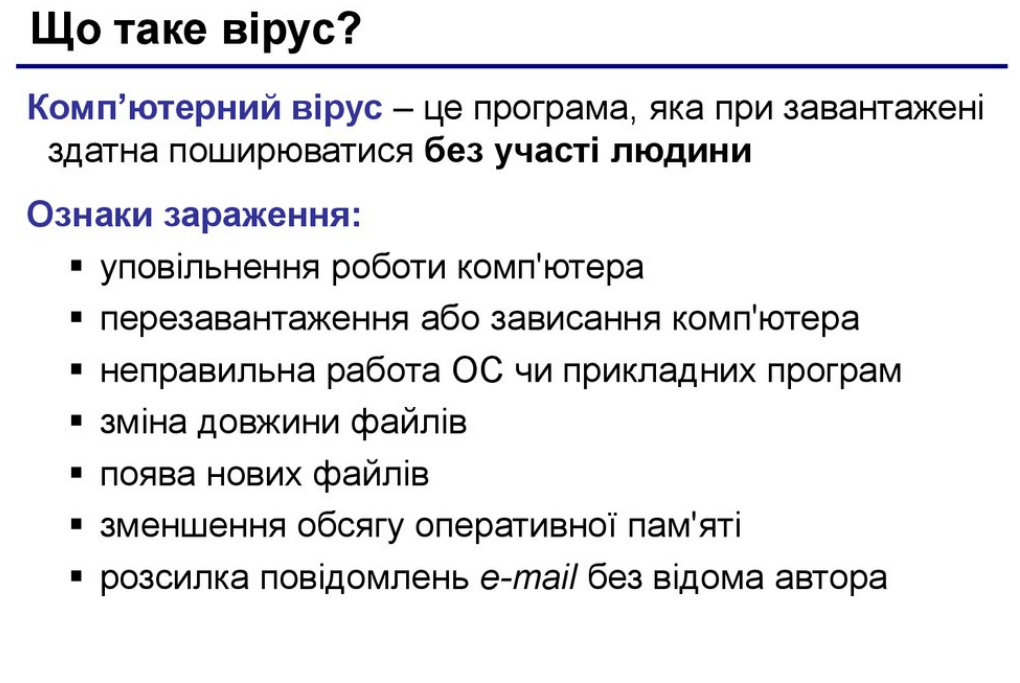 Що таке вірус?
Комп’ютерний вірус – це програма, яка при завантажені
здатна поширюватися без участі людини
Ознаки зараження:
▪ уповільнення роботи комп'ютера
▪ перезавантаження або зависання комп'ютера
▪ неправильна работа ОС чи прикладних програм
▪ зміна довжини файлів
▪ поява нових файлів
▪ зменшення обсягу оперативної пам'яті
▪ розсилка повідомлень e-mail без відома автора